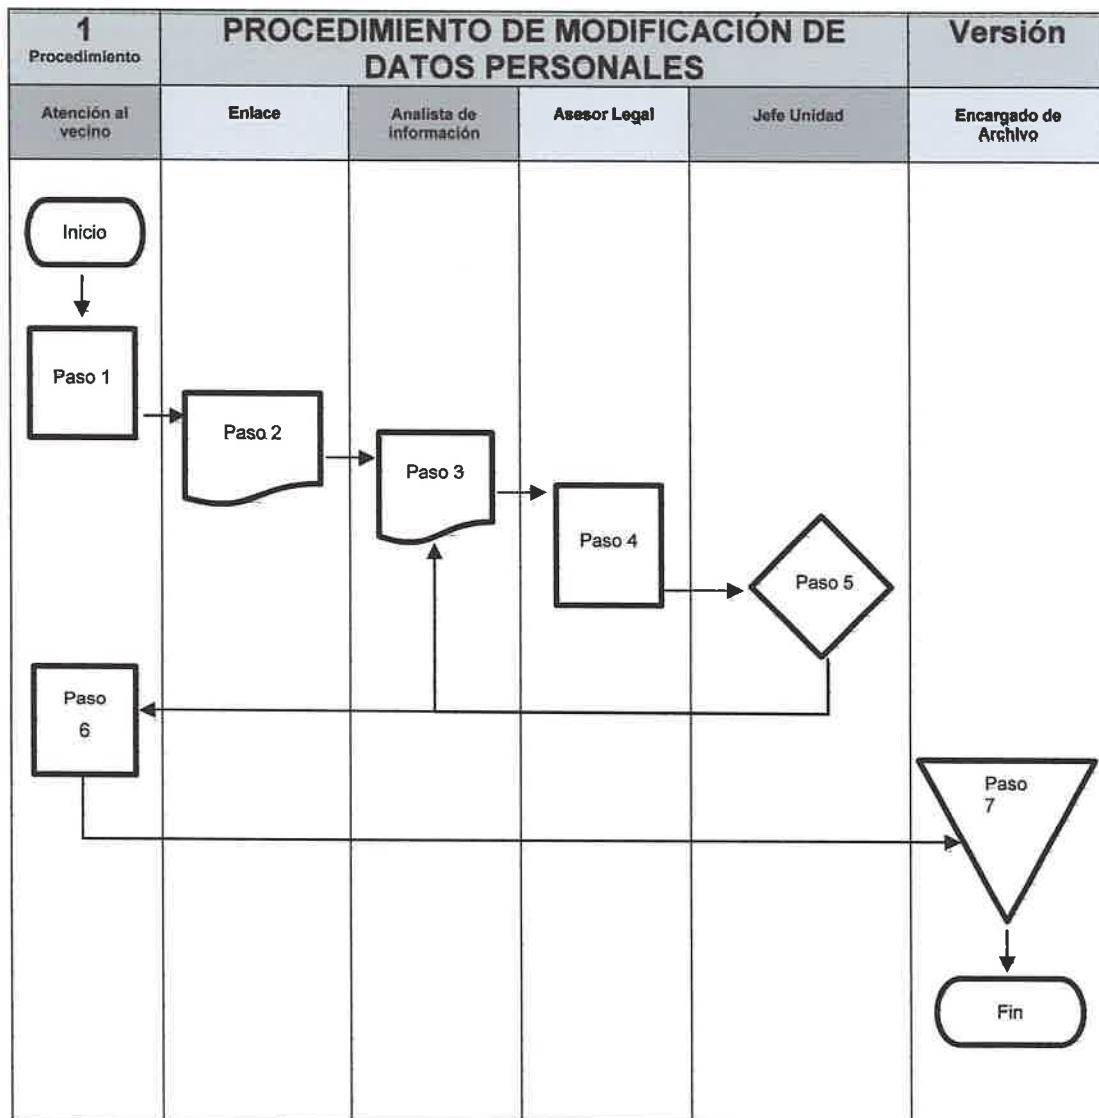 1
Procedimiento
PROCEDIMIENTO DE MODIFICACIÓN DE
DATOS PERSONALES
Versión
Atención al
vecino
Enlace
Analista de
información
Asesor Legal
Jefe Unidad
Encargado de
Archivo
Inicio
Paso 1
Paso 2
Paso 3
Paso 4
Paso 5
Paso
6
Paso
7
Fin